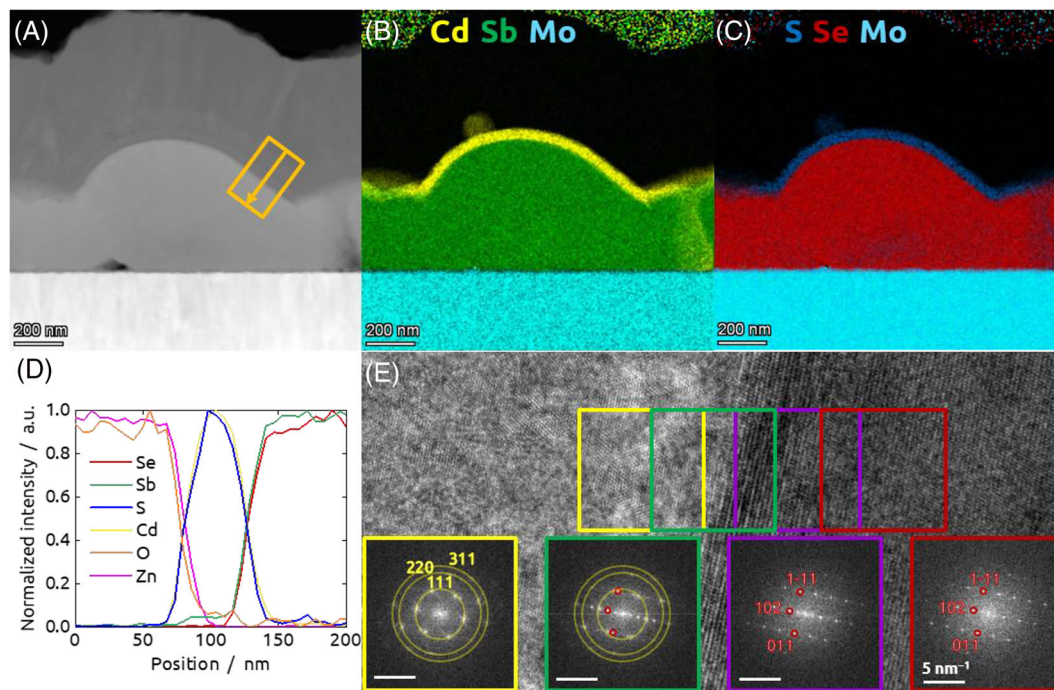 (A)
200 nm
(B)
Cd Sb Mo
200 nm
(C)
S Se Mo
200 nm
(D)
Normalized intensity / a.u.
1.0
0.8
0.6
0.4
0.2
0.0
Se
Sb
S
Cd
O
Zn
0 50 100 150 200
Position / nm
(E)
220 311
111
1-11
102
011
1-11
102
011
5 nm⁻¹